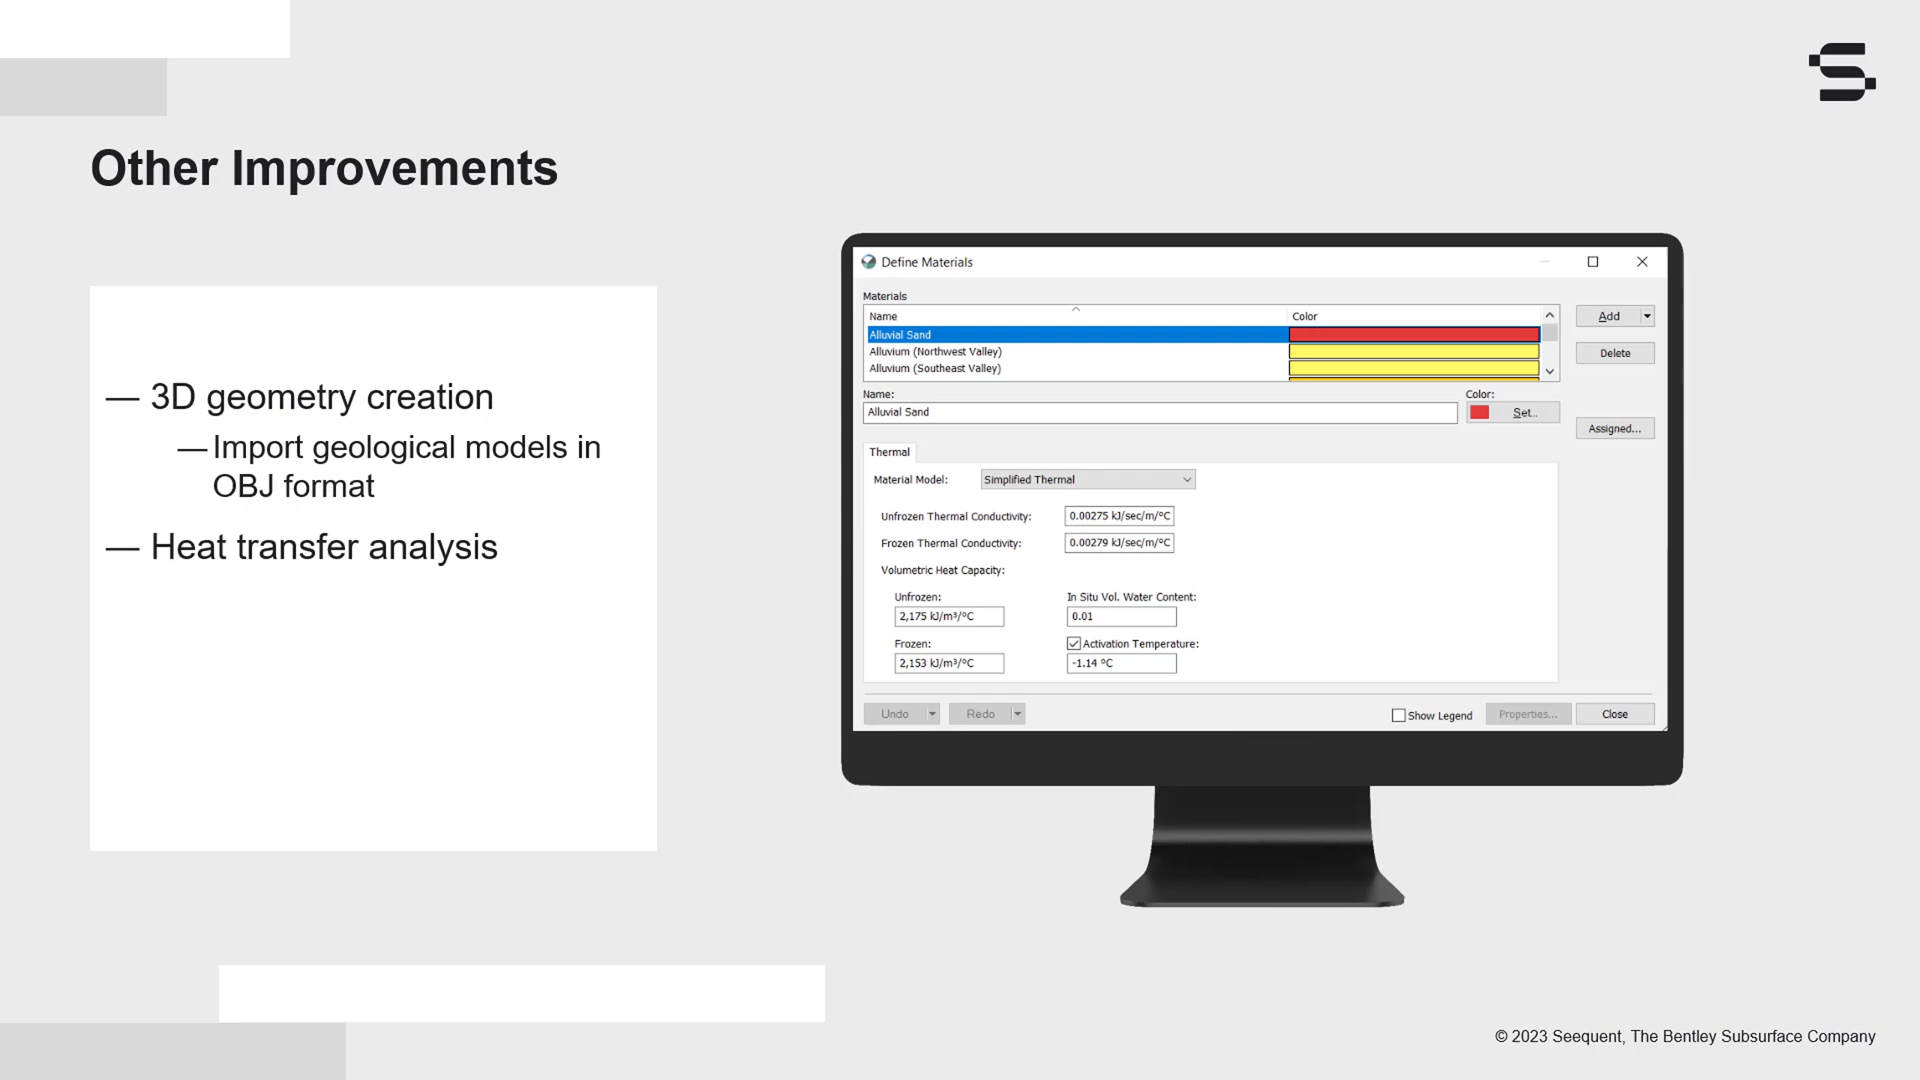 Other Improvements
— 3D geometry creation
— Import geological models in
OBJ format
— Heat transfer analysis
Define Materials
Materials
Name Color
Alluvial Sand
Alluvium (Northwest Valley)
Alluvium (Southeast Valley)
Add
Delete
Name: Color:
Alluvial Sand Set..
Assigned...
Thermal
Material Model: Simplified Thermal
Unfrozen Thermal Conductivity: 0.00275 kJ/sec/m/°C
Frozen Thermal Conductivity: 0.00279 kJ/sec/m/°C
Volumetric Heat Capacity:
Unfrozen: In Situ Vol. Water Content:
2,175 kJ/m³/°C 0.01
Frozen: Activation Temperature:
2,153 kJ/m³/°C -1.14 °C
Undo Redo Show Legend Properties... Close
© 2023 Seequent, The Bentley Subsurface Company